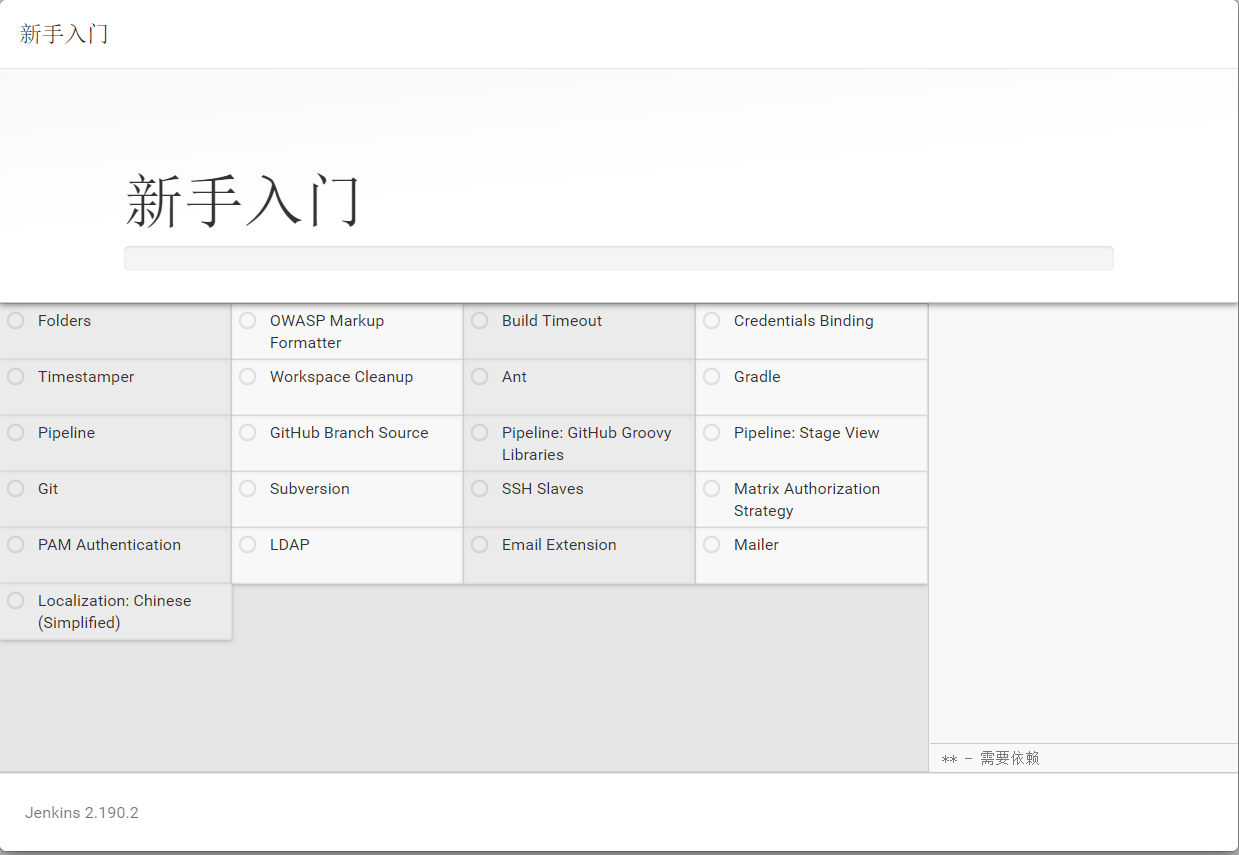 新手入门
新手入门
Folders
OWASP Markup
Formatter
Build Timeout
Credentials Binding
Timestamper
Workspace Cleanup
Ant
Gradle
Pipeline
GitHub Branch Source
Pipeline: GitHub Groovy
Libraries
Pipeline: Stage View
Git
Subversion
SSH Slaves
Matrix Authorization
Strategy
PAM Authentication
LDAP
Email Extension
Mailer
Localization: Chinese
(Simplified)
** - 需要依赖
Jenkins 2.190.2